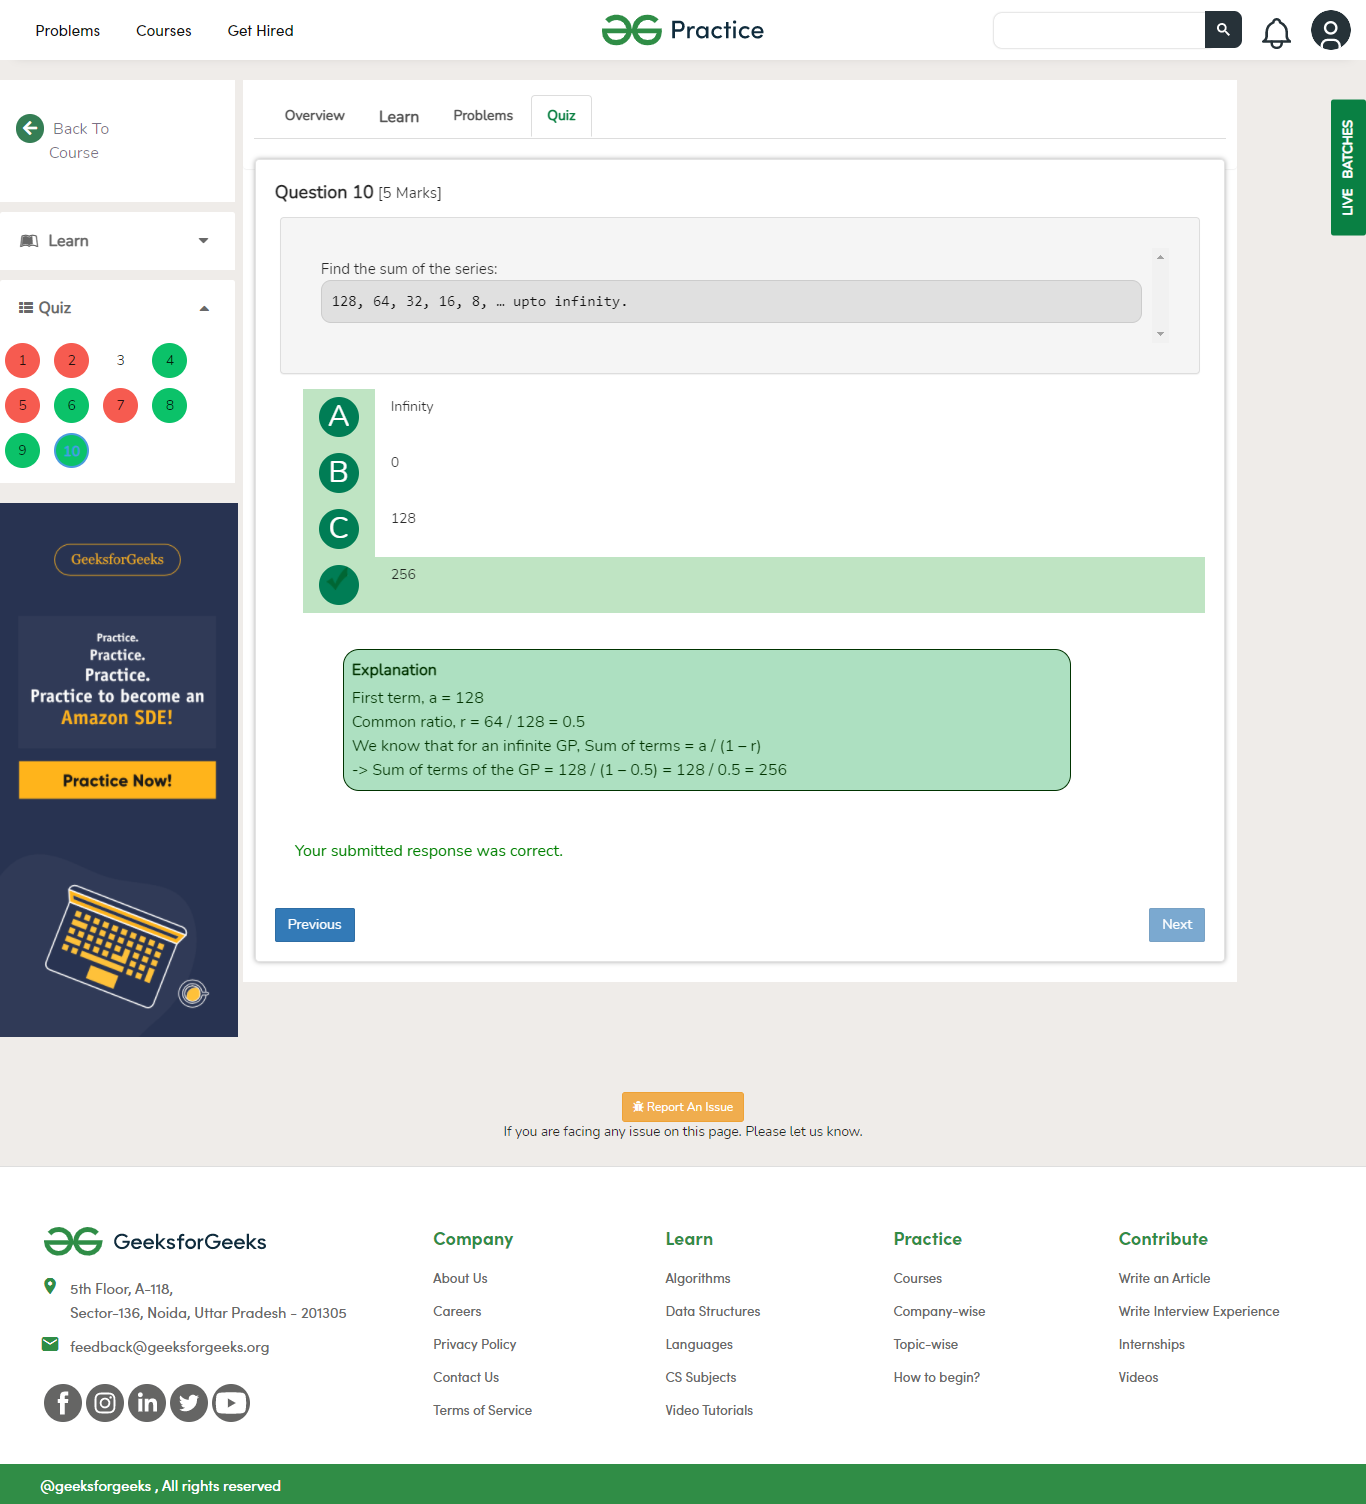 Problems Courses Get Hired
Practice
Back To
Course
Learn
Quiz
1 2 3 4
5 6 7 8
9 10
GeeksforGeeks
Practice.
Practice.
Practice.
Practice to become an
Amazon SDE!
Practice Now!
Overview Learn Problems Quiz
LIVE BATCHES
Question 10 [5 Marks]
Find the sum of the series:
128, 64, 32, 16, 8, … upto infinity.
A Infinity
B 0
C 128
256
Explanation
First term, a = 128
Common ratio, r = 64 / 128 = 0.5
We know that for an infinite GP, Sum of terms = a / (1 – r)
-> Sum of terms of the GP = 128 / (1 – 0.5) = 128 / 0.5 = 256
Your submitted response was correct.
Previous Next
Report An Issue
If you are facing any issue on this page. Please let us know.
GeeksforGeeks
5th Floor, A-118,
Sector-136, Noida, Uttar Pradesh - 201305
feedback@geeksforgeeks.org
Company
About Us
Careers
Privacy Policy
Contact Us
Terms of Service
Learn
Algorithms
Data Structures
Languages
CS Subjects
Video Tutorials
Practice
Courses
Company-wise
Topic-wise
How to begin?
Contribute
Write an Article
Write Interview Experience
Internships
Videos
@geeksforgeeks , All rights reserved